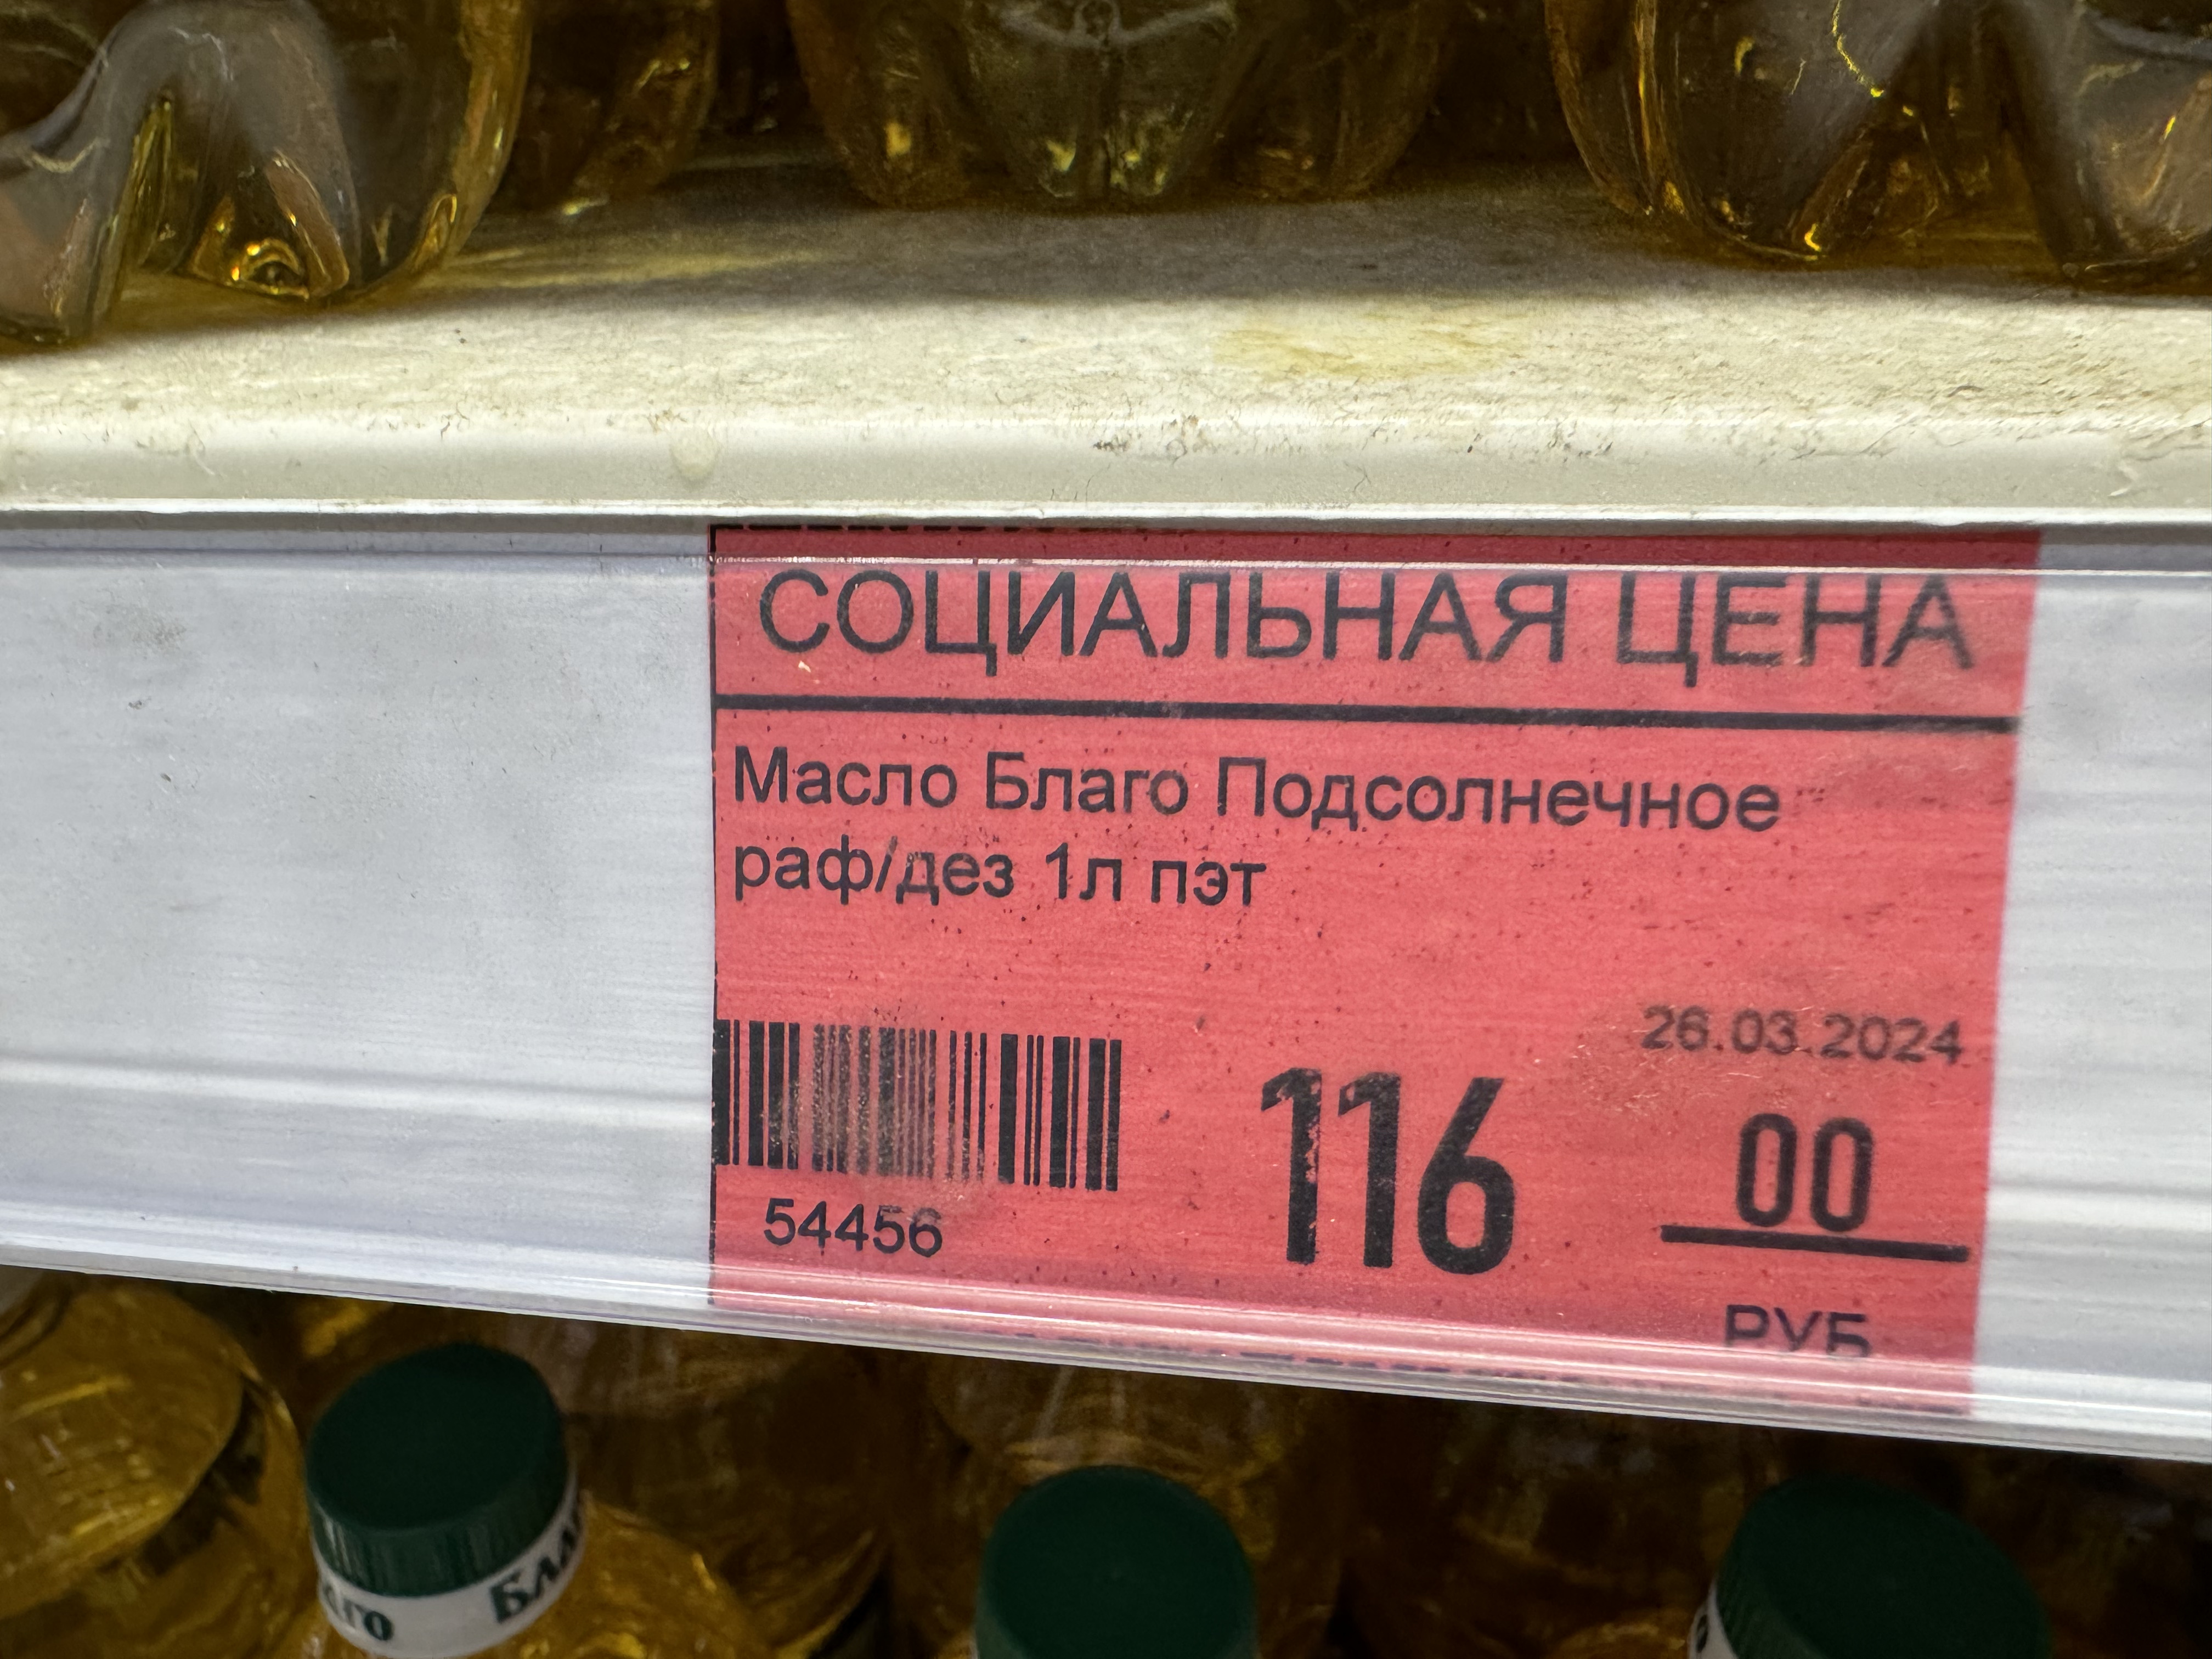 СОЦИАЛЬНАЯ ЦЕНА
Масло Благо Подсолнечное
раф/дез 1л пэт
26.03.2024
116 00
54456
РУБ